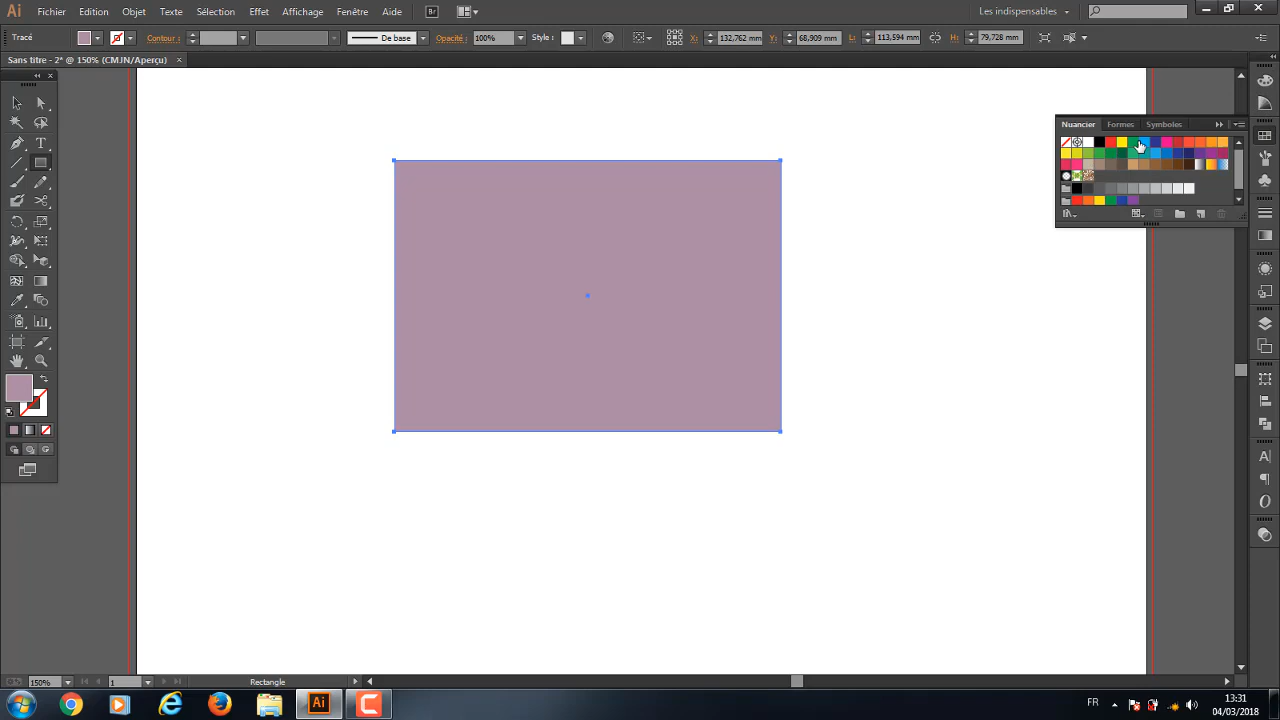 Ai Fichier Edition Objet Texte Sélection Effet Affichage Fenêtre Aide Br Les indispensables
Tracé Contour : De base Opacité : 100% Style : X : 132,762 mm Y : 68,909 mm L : 113,594 mm H : 79,728 mm
Sans titre - 2* @ 150% (CMJN/Aperçu) ×
Nuancier Formes Symboles
150% 1 Rectangle
Ai FR 13:31
04/03/2018